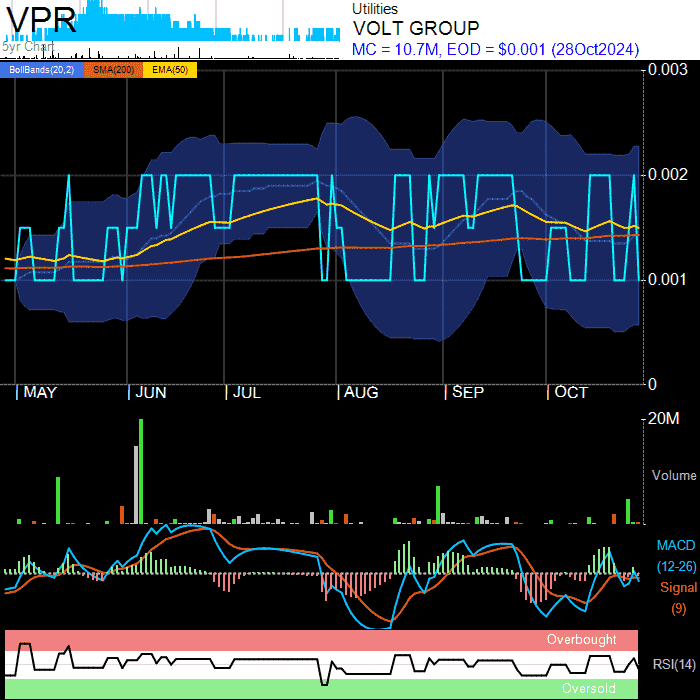 VPR
5yr Chart
Utilities
VOLT GROUP
MC = 10.7M, EOD = $0.001 (28Oct2024)
BollBands(20,2) SMA(200) EMA(50)
0.003
0.002
0.001
0
MAY JUN JUL AUG SEP OCT
20M
Volume
MACD
(12-26)
Signal
(9)
Overbought
RSI(14)
Oversold